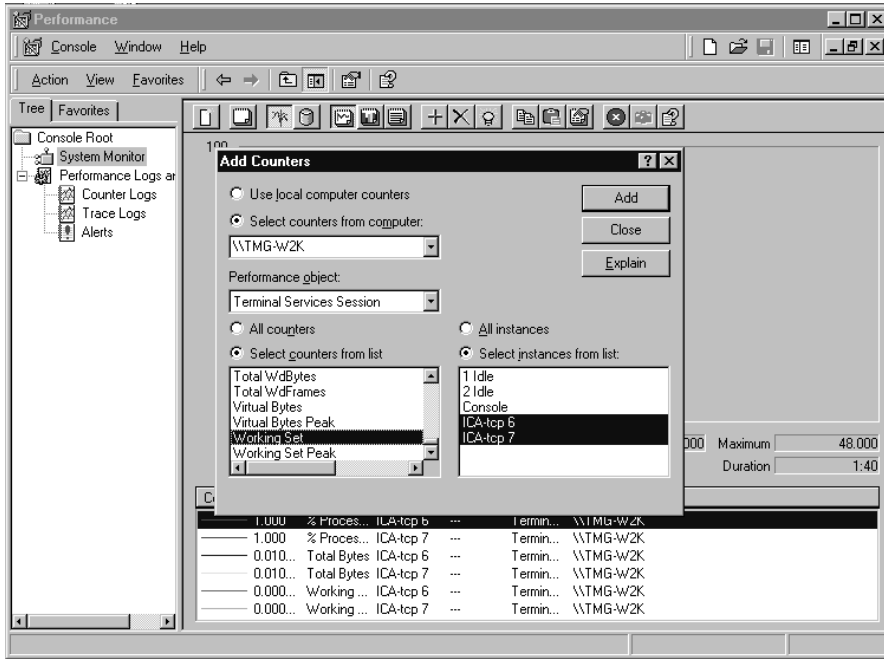 Performance
Console Window Help
Action View Favorites
Tree Favorites
Console Root
System Monitor
Performance Logs ar
Counter Logs
Trace Logs
Alerts
100
Add Counters
Use local computer counters
Select counters from computer:
\\TMG-W2K
Performance object:
Terminal Services Session
All counters
Select counters from list
Total WdBytes
Total WdFrames
Virtual Bytes
Virtual Bytes Peak
Working Set
Working Set Peak
Add
Close
Explain
All instances
Select instances from list:
1 Idle
2 Idle
Console
ICA-tcp 6
ICA-tcp 7
000 Maximum 48.000
Duration 1:40
1.000 % Proces... ICA-tcp 6 --- Termin... \\TMG-W2K
1.000 % Proces... ICA-tcp 7 --- Termin... \\TMG-W2K
0.010... Total Bytes ICA-tcp 6 --- Termin... \\TMG-W2K
0.010... Total Bytes ICA-tcp 7 --- Termin... \\TMG-W2K
0.000... Working ... ICA-tcp 6 --- Termin... \\TMG-W2K
0.000... Working ... ICA-tcp 7 --- Termin... \\TMG-W2K